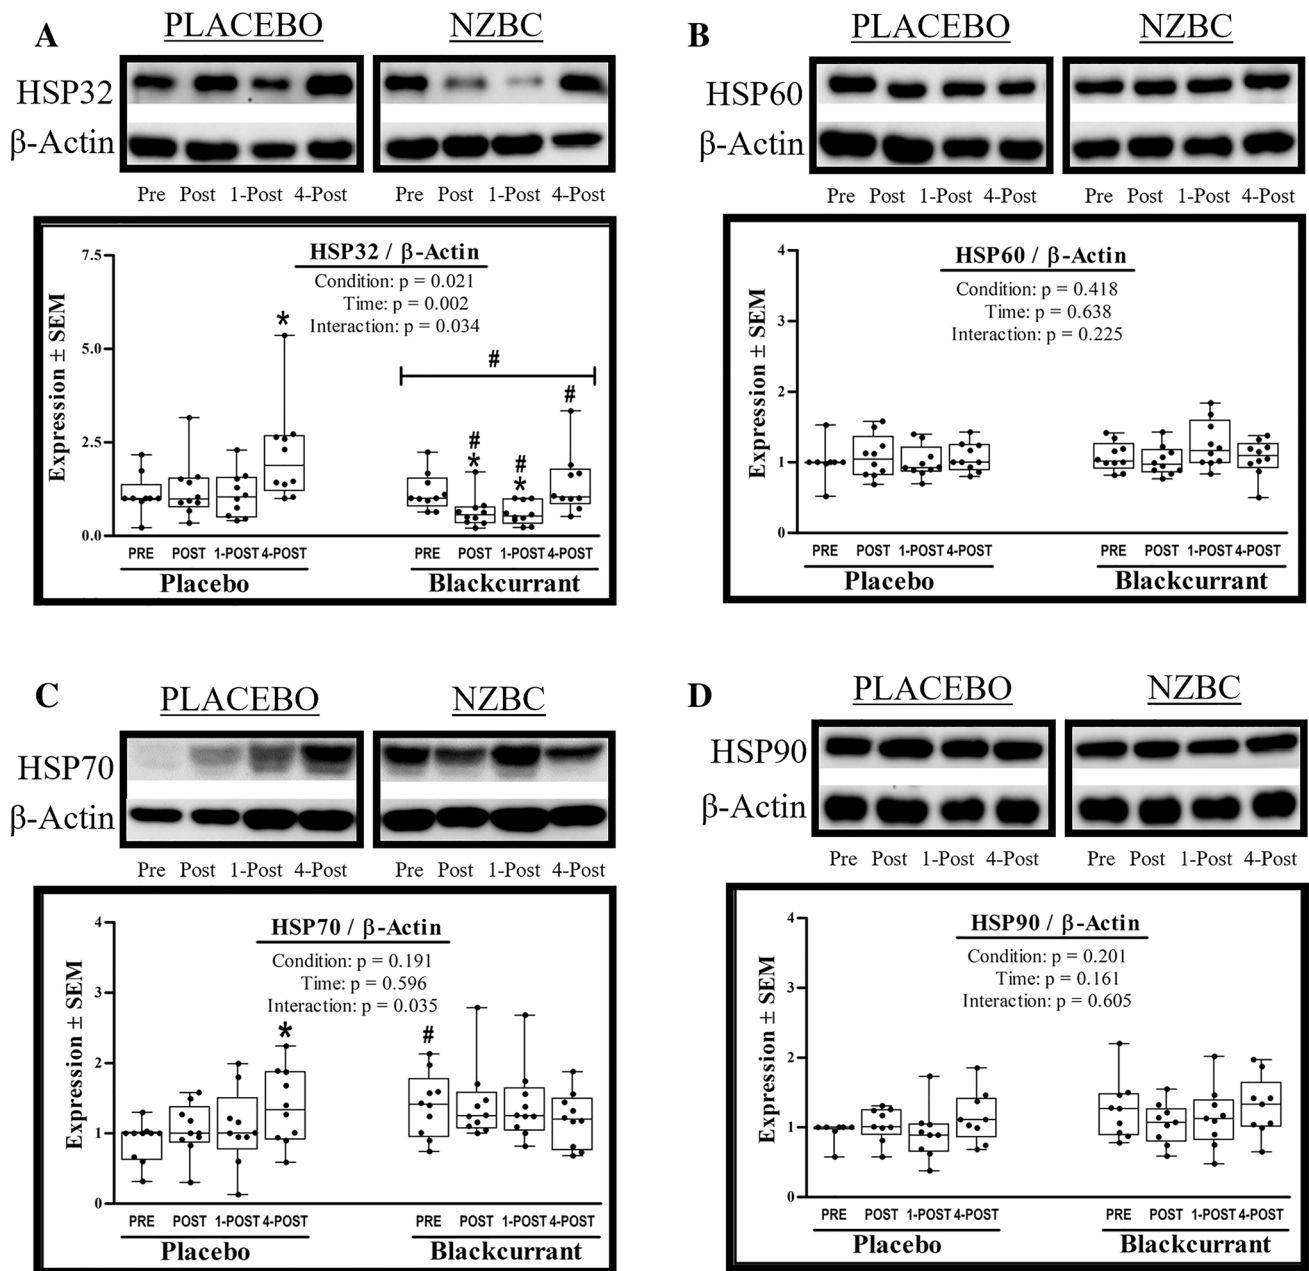 A
PLACEBO
NZBC
HSP32
β-Actin
Pre Post 1-Post 4-Post
Pre Post 1-Post 4-Post
HSP32 / β-Actin
Condition: p = 0.021
Time: p = 0.002
Interaction: p = 0.034
Expression ± SEM
7.5
5.0
2.5
0.0
*
#
#
*
#
*
#
PRE POST 1-POST 4-POST
PRE POST 1-POST 4-POST
Placebo
Blackcurrant
B
PLACEBO
NZBC
HSP60
β-Actin
Pre Post 1-Post 4-Post
Pre Post 1-Post 4-Post
HSP60 / β-Actin
Condition: p = 0.418
Time: p = 0.638
Interaction: p = 0.225
Expression ± SEM
4
3
2
1
0
PRE POST 1-POST 4-POST
PRE POST 1-POST 4-POST
Placebo
Blackcurrant
C
PLACEBO
NZBC
HSP70
β-Actin
Pre Post 1-Post 4-Post
Pre Post 1-Post 4-Post
HSP70 / β-Actin
Condition: p = 0.191
Time: p = 0.596
Interaction: p = 0.035
Expression ± SEM
4
3
2
1
0
*
#
PRE POST 1-POST 4-POST
PRE POST 1-POST 4-POST
Placebo
Blackcurrant
D
PLACEBO
NZBC
HSP90
β-Actin
Pre Post 1-Post 4-Post
Pre Post 1-Post 4-Post
HSP90 / β-Actin
Condition: p = 0.201
Time: p = 0.161
Interaction: p = 0.605
Expression ± SEM
4
3
2
1
0
PRE POST 1-POST 4-POST
PRE POST 1-POST 4-POST
Placebo
Blackcurrant